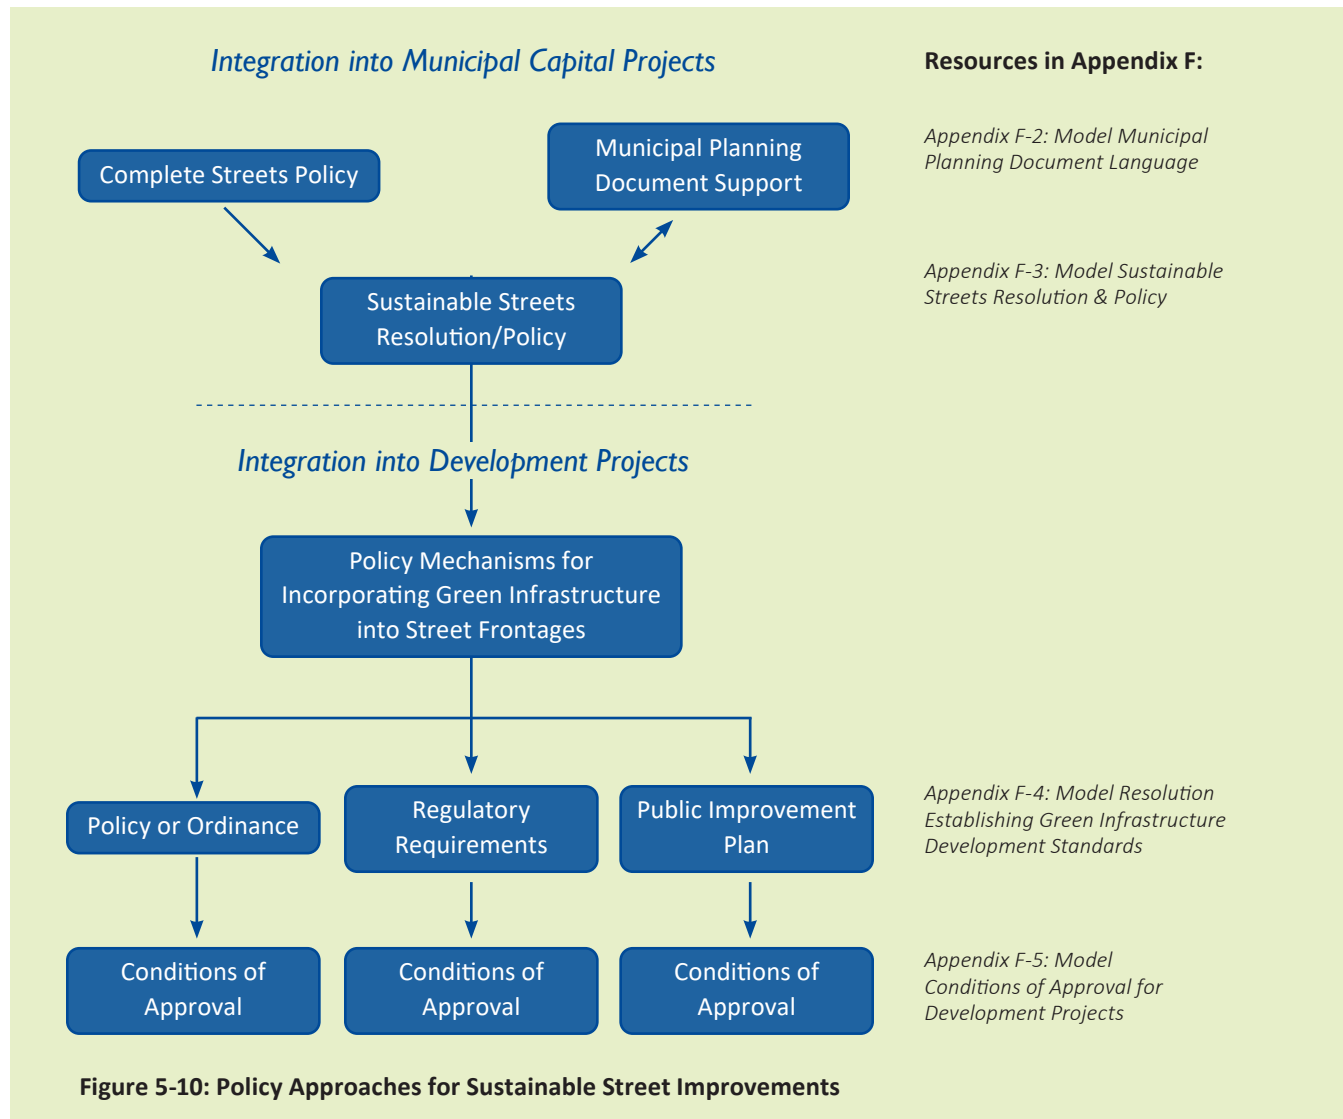 Integration into Municipal Capital Projects
Resources in Appendix F:
Complete Streets Policy
Municipal Planning
Document Support
Appendix F-2: Model Municipal
Planning Document Language
Sustainable Streets
Resolution/Policy
Appendix F-3: Model Sustainable
Streets Resolution & Policy
Integration into Development Projects
Policy Mechanisms for
Incorporating Green Infrastructure
into Street Frontages
Policy or Ordinance
Regulatory
Requirements
Public Improvement
Plan
Appendix F-4: Model Resolution
Establishing Green Infrastructure
Development Standards
Conditions of
Approval
Conditions of
Approval
Conditions of
Approval
Appendix F-5: Model
Conditions of Approval for
Development Projects
Figure 5-10: Policy Approaches for Sustainable Street Improvements